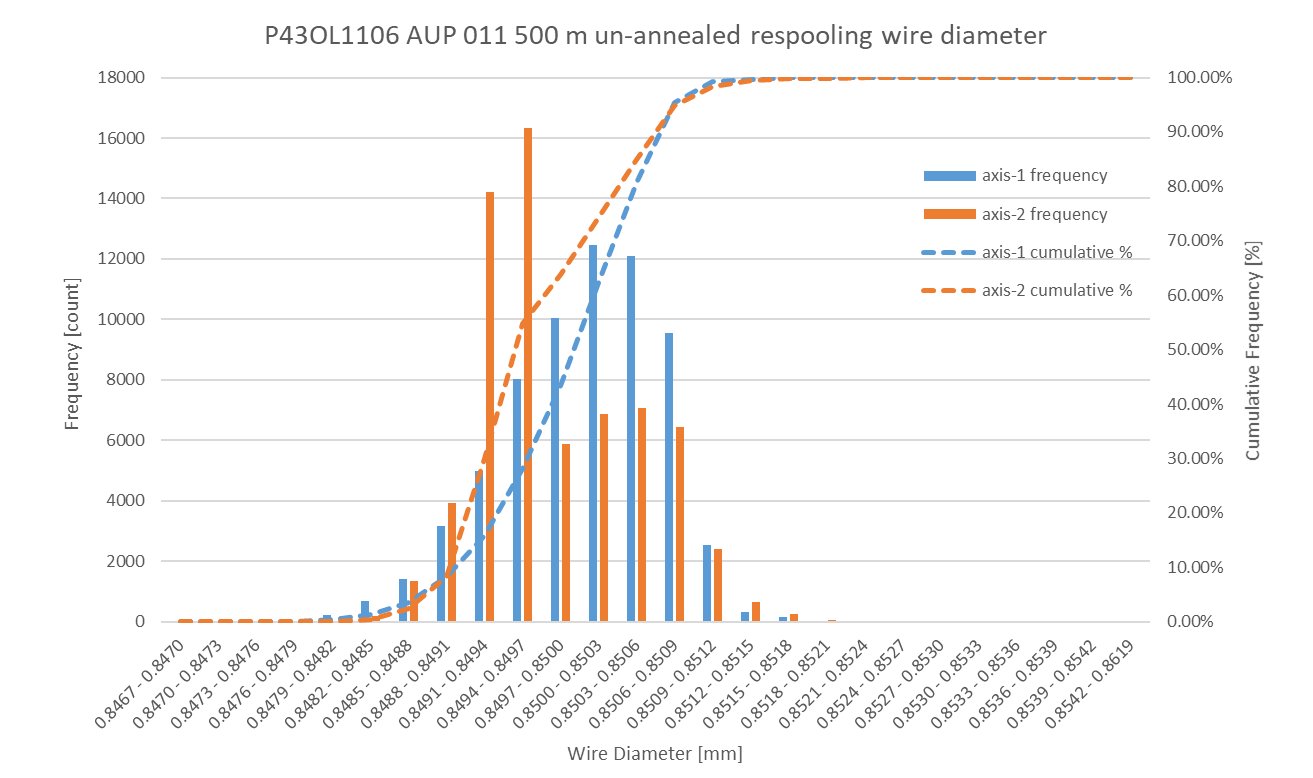 P43OL1106 AUP 011 500 m un-annealed respooling wire diameter
18000
16000
14000
12000
10000
8000
6000
4000
2000
0
Frequency [count]
100.00%
90.00%
80.00%
70.00%
60.00%
50.00%
40.00%
30.00%
20.00%
10.00%
0.00%
Cumulative Frequency [%]
axis-1 frequency
axis-2 frequency
axis-1 cumulative %
axis-2 cumulative %
0.8467 - 0.8470
0.8470 - 0.8473
0.8473 - 0.8476
0.8476 - 0.8479
0.8479 - 0.8482
0.8482 - 0.8485
0.8485 - 0.8488
0.8488 - 0.8491
0.8491 - 0.8494
0.8494 - 0.8497
0.8497 - 0.8500
0.8500 - 0.8503
0.8503 - 0.8506
0.8506 - 0.8509
0.8509 - 0.8512
0.8512 - 0.8515
0.8515 - 0.8518
0.8518 - 0.8521
0.8521 - 0.8524
0.8524 - 0.8527
0.8527 - 0.8530
0.8530 - 0.8533
0.8533 - 0.8536
0.8536 - 0.8539
0.8539 - 0.8542
0.8542 - 0.8619
Wire Diameter [mm]